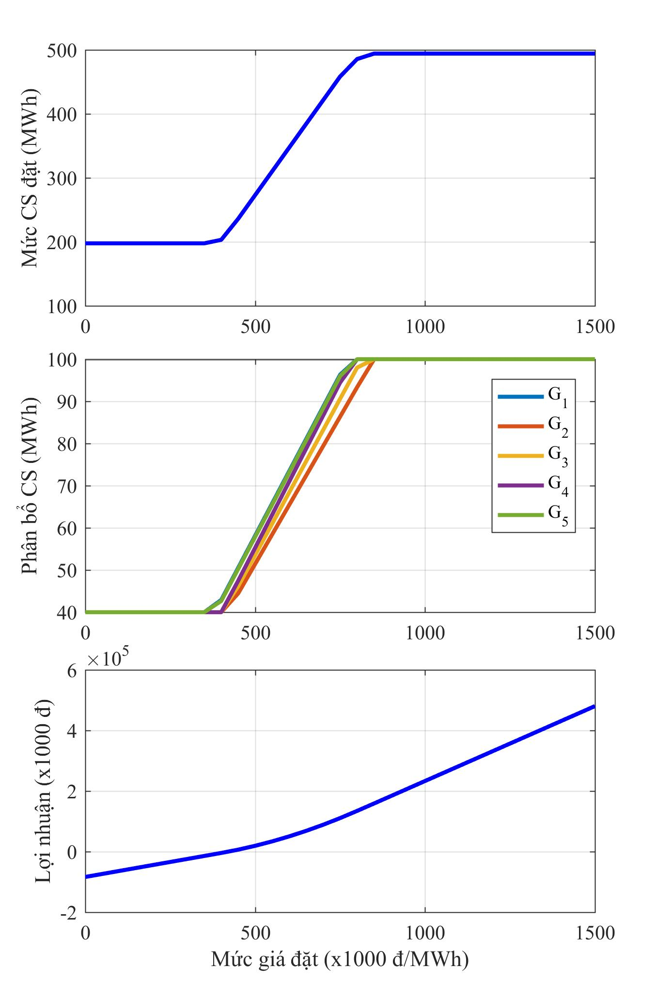 500
400
300
200
100
Mức CS đặt (MWh)
0 500 1000 1500
100
90
80
70
60
50
40
Phân bổ CS (MWh)
G1
G2
G3
G4
G5
0 500 1000 1500
×10^5
6
4
2
0
-2
Lợi nhuận (x1000 đ)
0 500 1000 1500
Mức giá đặt (x1000 đ/MWh)